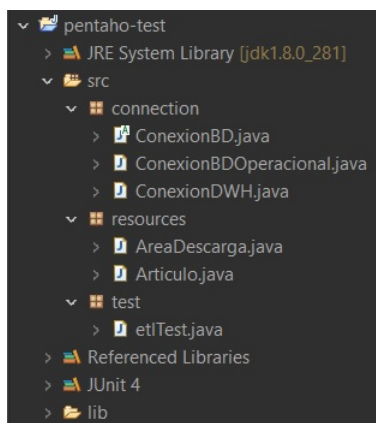 pentaho-test
JRE System Library [jdk1.8.0_281]
src
connection
ConexionBD.java
ConexionBDOperacional.java
ConexionDWH.java
resources
AreaDescarga.java
Articulo.java
test
etlTest.java
Referenced Libraries
JUnit 4
lib